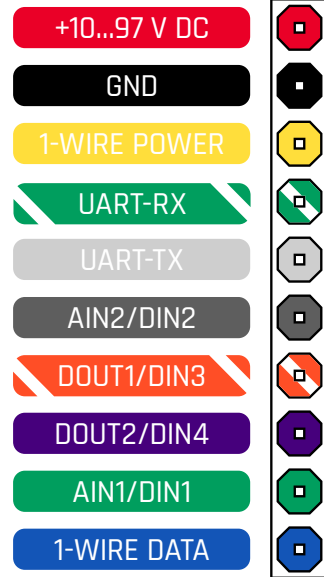 +10...97 V DC
GND
1-WIRE POWER
UART-RX
UART-TX
AIN2/DIN2
DOUT1/DIN3
DOUT2/DIN4
AIN1/DIN1
1-WIRE DATA